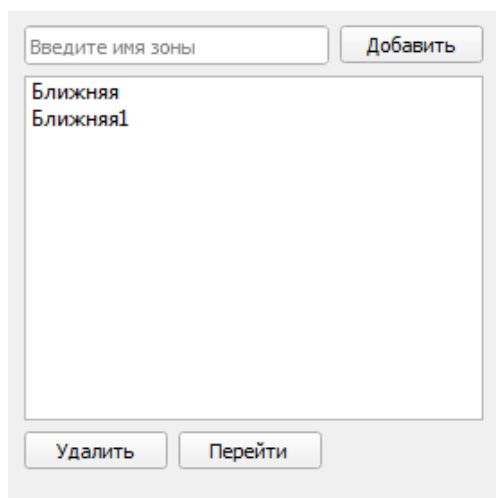 Введите имя зоны
Добавить
Ближняя
Ближняя1
Удалить
Перейти